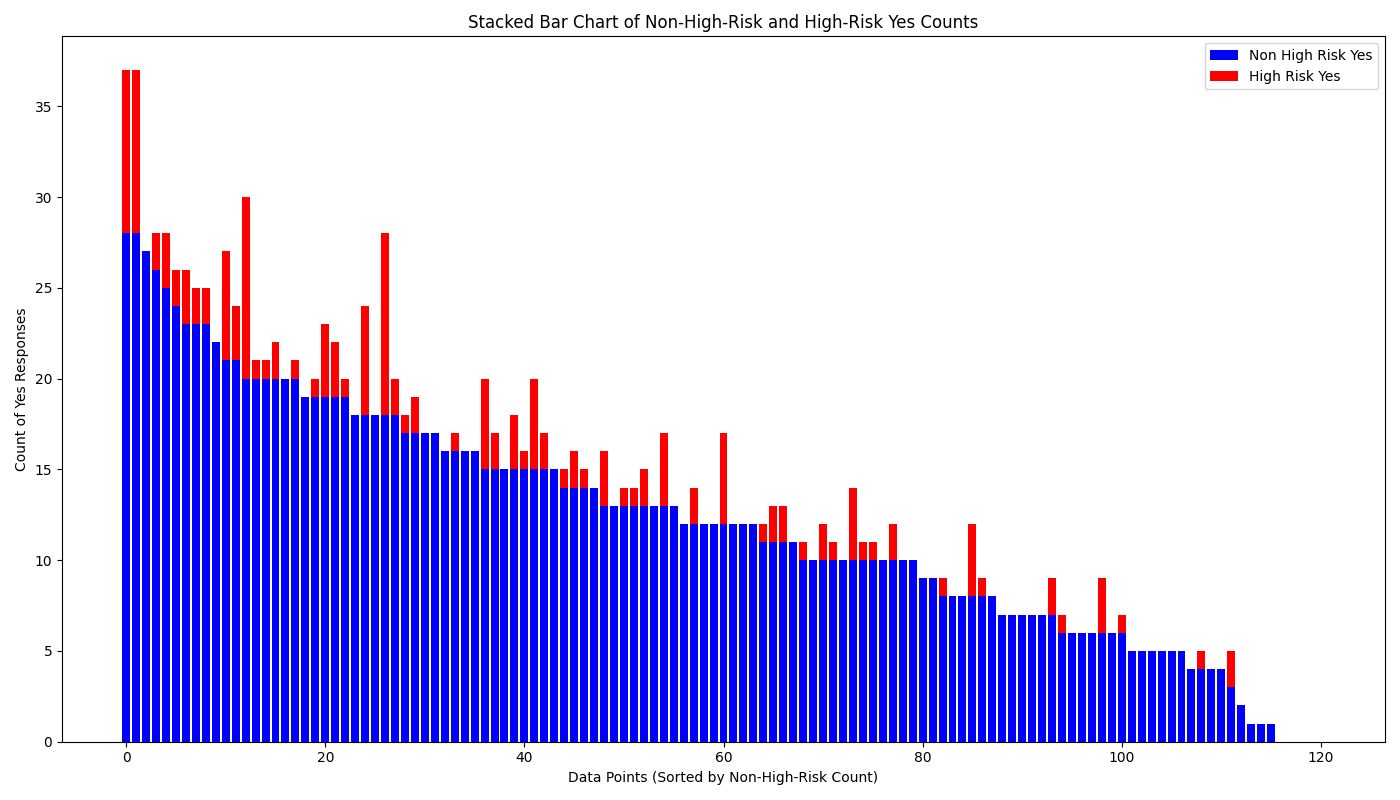 Stacked Bar Chart of Non-High-Risk and High-Risk Yes Counts
Non High Risk Yes
High Risk Yes
Count of Yes Responses
35
30
25
20
15
10
5
0
0 20 40 60 80 100 120
Data Points (Sorted by Non-High-Risk Count)